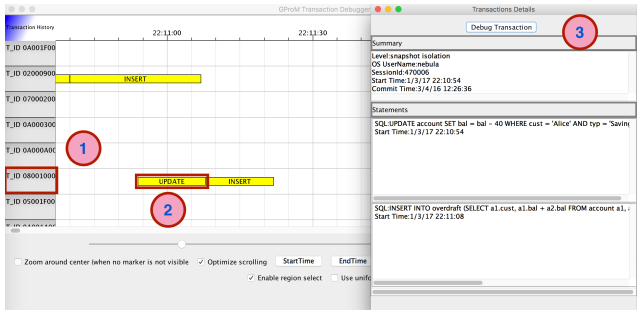 GProM Transaction Debugger
Transaction History
22:11:00
22:11:30
T_ID 0A001F00
T_ID 02000900
INSERT
T_ID 07000200
T_ID 0A000300
T_ID 0A000A00
1
T_ID 08001000
UPDATE
INSERT
2
T_ID 05001F00
Zoom around center (when no marker is not visible
Optimize scrolling
StartTime
EndTime
Enable region select
Use unifo
Transactions Details
Debug Transaction
3
Summary
Level:snapshot isolation
OS UserName:nebula
SessionId:470006
Start Time:1/3/17 22:10:54
Commit Time:3/4/16 12:26:36
Statements
SQL:UPDATE account SET bal = bal - 40 WHERE cust = 'Alice' AND typ = 'Saving
Start Time:1/3/17 22:10:54
SQL:INSERT INTO overdraft (SELECT a1.cust, a1.bal + a2.bal FROM account a1,
Start Time:1/3/17 22:11:08